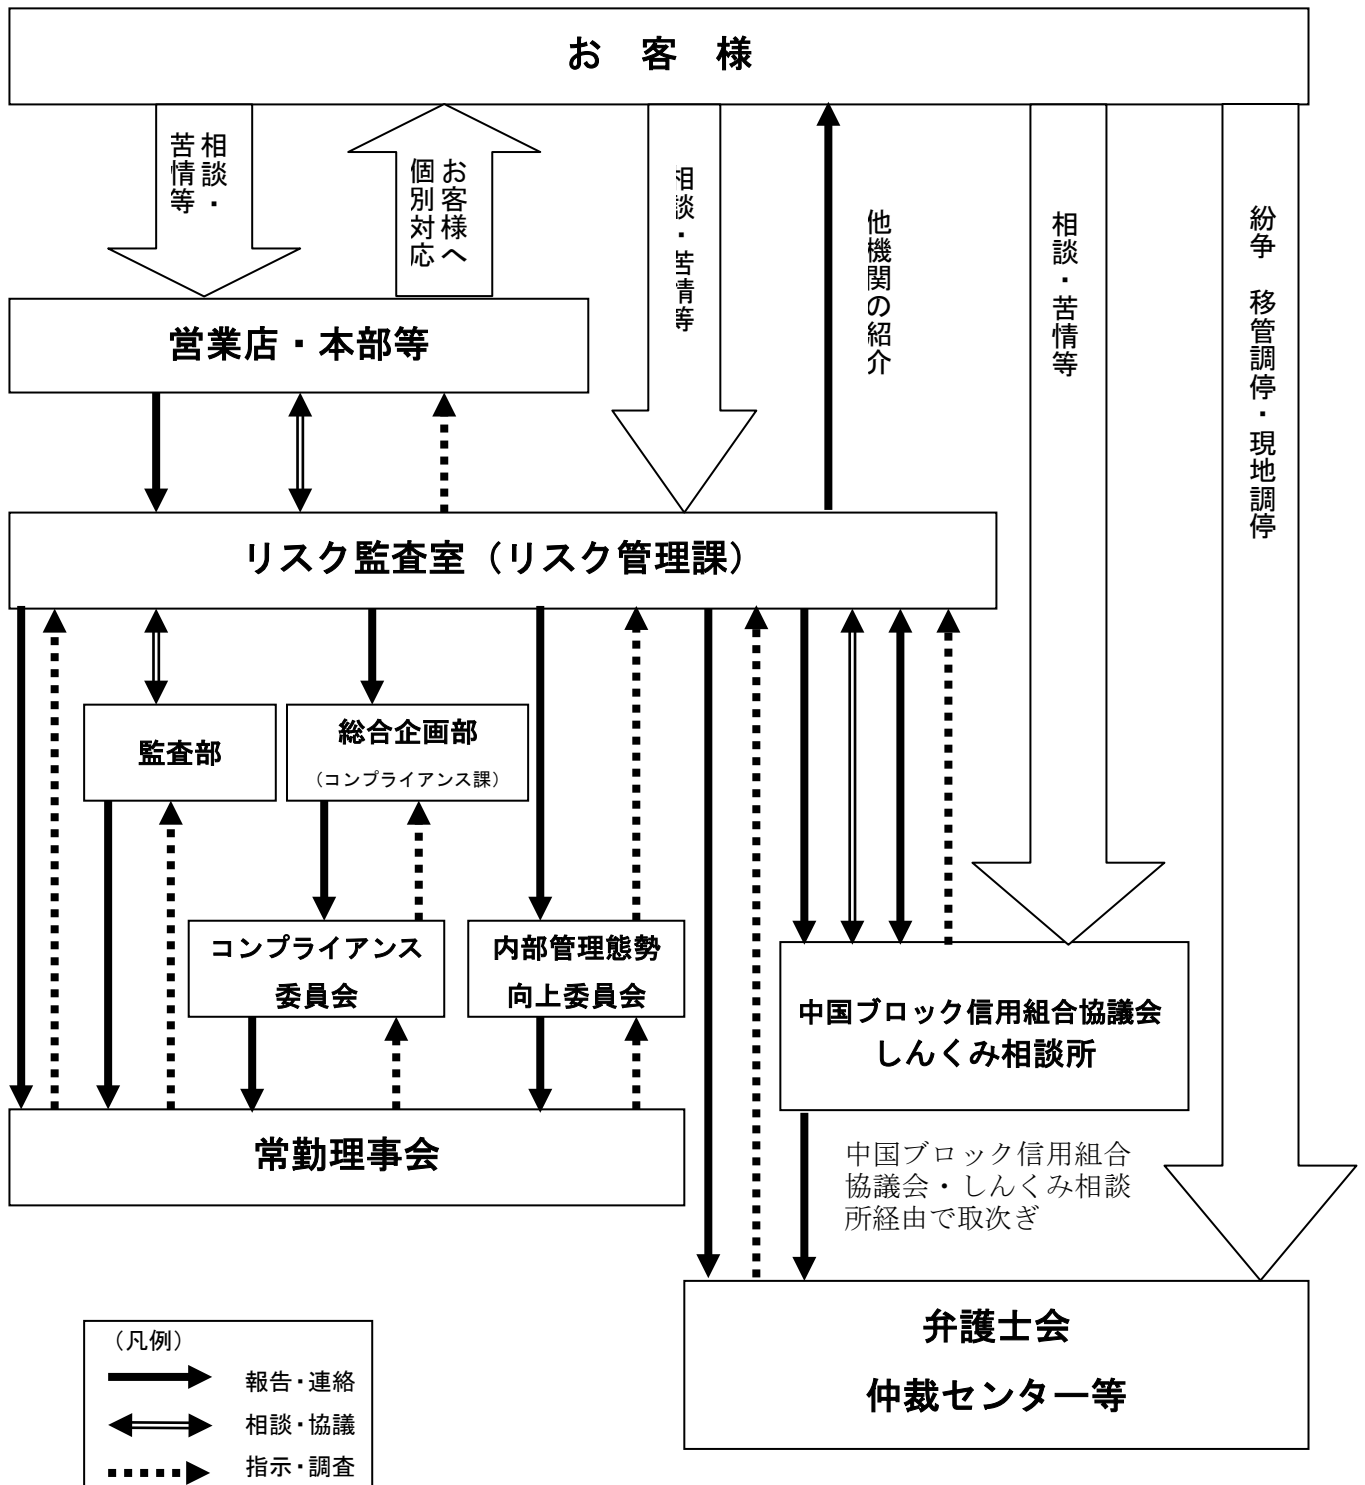 お 客 様
相談・
苦情等
お客様へ
個別対応
相談・苦情等
他機関の紹介
相談・苦情等
紛争 移管調停・現地調停
営業店・本部等
リスク監査室（リスク管理課）
監査部
総合企画部
（コンプライアンス課）
コンプライアンス
委員会
内部管理態勢
向上委員会
中国ブロック信用組合協議会
しんくみ相談所
常勤理事会
中国ブロック信用組合
協議会・しんくみ相談
所経由で取次ぎ
弁護士会
仲裁センター等
（凡例）
報告・連絡
相談・協議
指示・調査